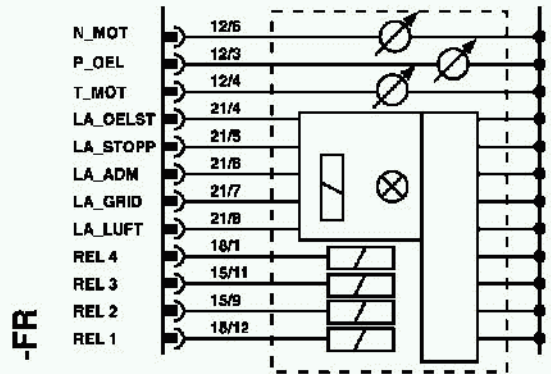 N_MOT 12/6
P_OEL 12/3
T_MOT 12/4
LA_OELST 21/4
LA_STOPP 21/5
LA_ADM 21/6
LA_GRID 21/7
LA_LUFT 21/8
REL 4 18/1
REL 3 15/11
REL 2 15/9
REL 1 18/12
-FR